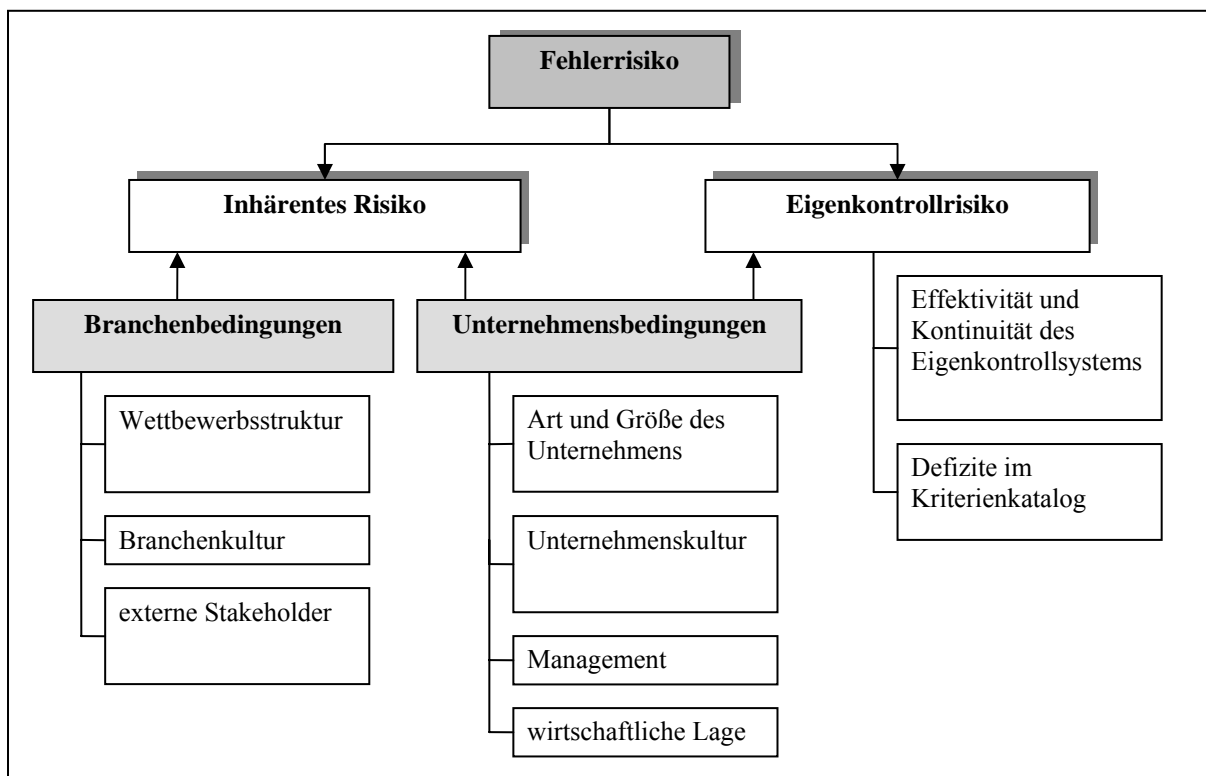 Fehlerrisiko
Inhärentes Risiko
Eigenkontrollrisiko
Branchenbedingungen
Wettbewerbsstruktur
Branchenkultur
externe Stakeholder
Unternehmensbedingungen
Art und Größe des
Unternehmens
Unternehmenskultur
Management
wirtschaftliche Lage
Effektivität und
Kontinuität des
Eigenkontrollsystems
Defizite im
Kriterienkatalog